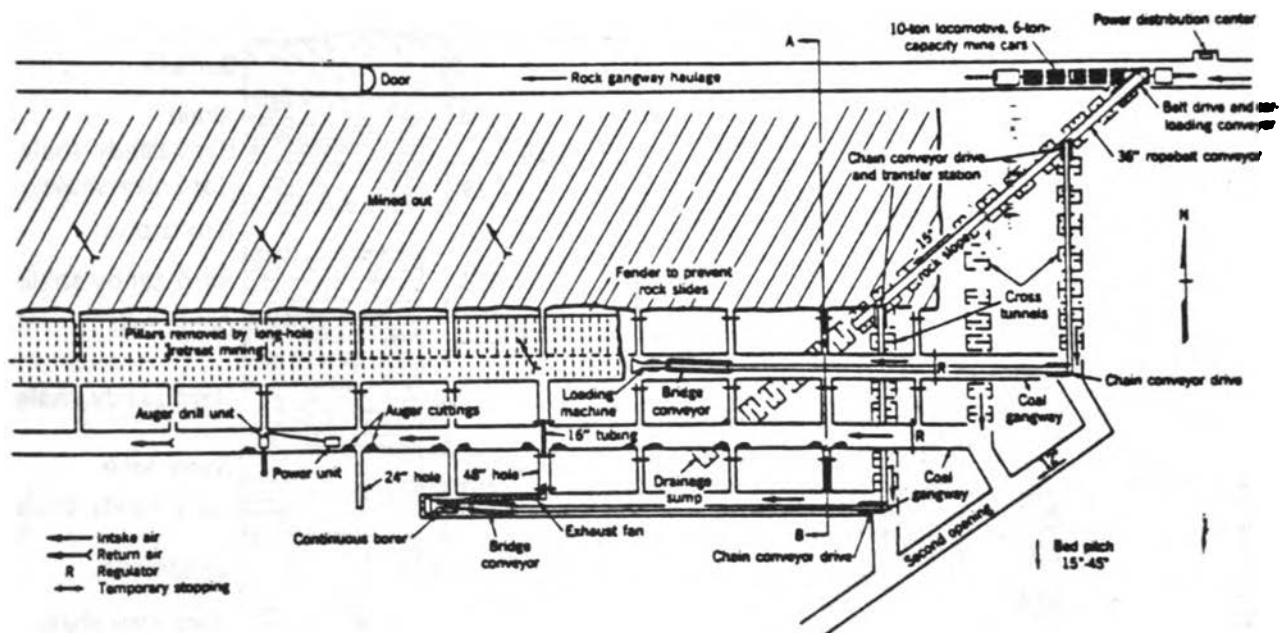 Power distribution center
10-ton locomotive, 6-ton-
capacity mine cars
A
Door
Rock gangway haulage
Belt drive and
loading conveyor
36" ropebelt conveyor
Chain conveyor drive
and transfer station
Mined out
N
15°
rock slope
Fender to prevent
rock slides
Cross
tunnels
Pillars removed by long-hole
retreat mining
R
Chain conveyor drive
Loading
machine
Bridge
conveyor
Coal
gangway
Auger drill unit
Auger cuttings
16" tubing
R
Power unit
24" hole
48" hole
Drainage
sump
Coal
gangway
12°
Second opening
Continuous borer
Bridge
conveyor
Exhaust fan
Chain conveyor drive
B
Bed pitch
15°-45°
Intake air
Return air
R Regulator
Temporary stopping